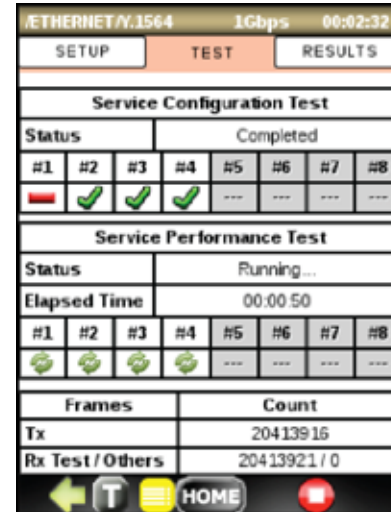 /ETHERNET/Y.1564 1Gbps 00:02:32
SETUP TEST RESULTS
Service Configuration Test
Status Completed
#1 #2 #3 #4 #5 #6 #7 #8
--- --- --- ---
Service Performance Test
Status Running...
Elapsed Time 00:00:50
#1 #2 #3 #4 #5 #6 #7 #8
--- --- --- ---
Frames Count
Tx 20413916
Rx Test / Others 20413921 / 0
T HOME